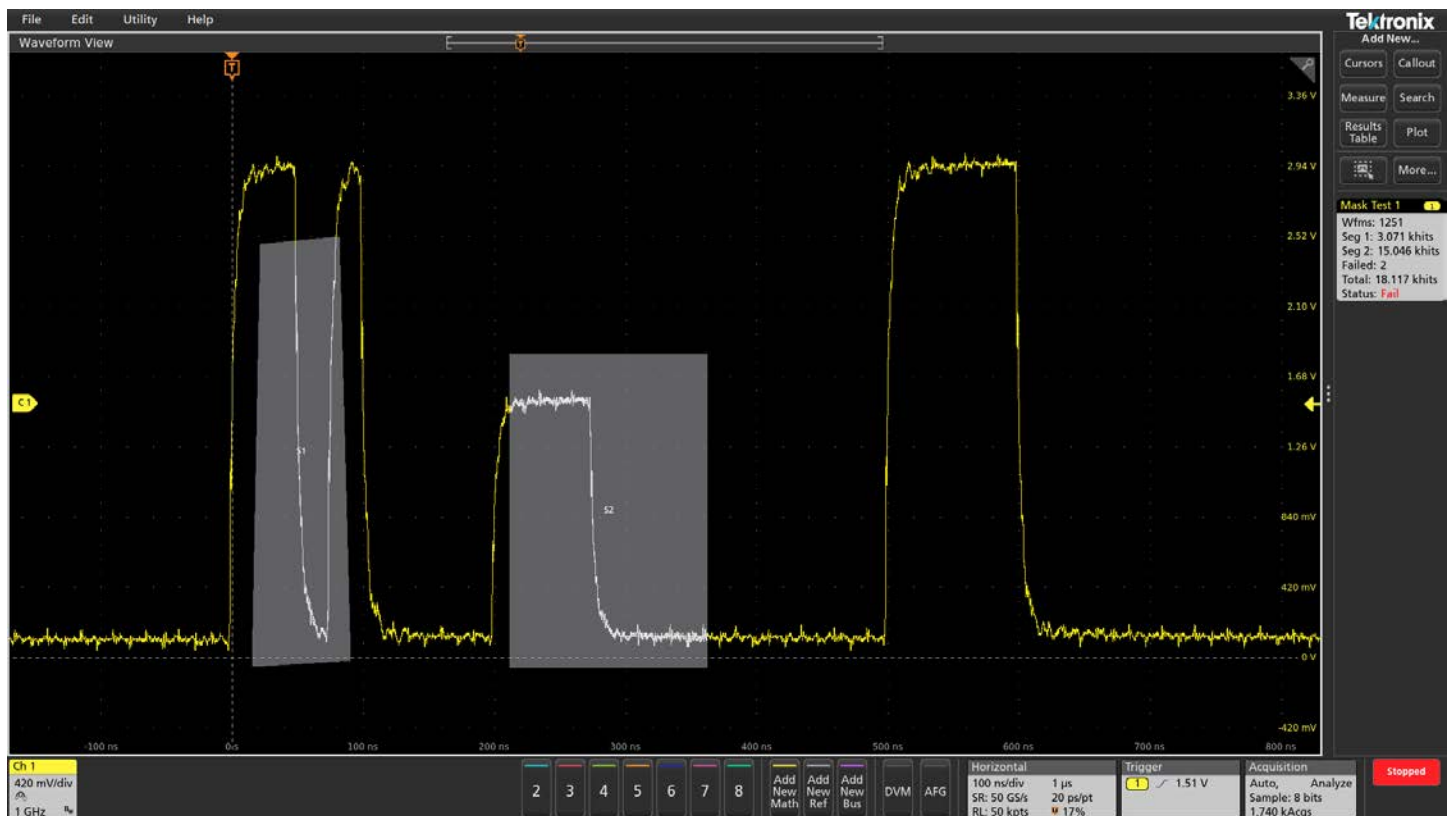 File Edit Utility Help
Tektronix
Waveform View
Add New...
Cursors Callout
Measure Search
Results Table Plot
More...
Mask Test 1 1
Wfms: 1251
Seg 1: 3.071 khits
Seg 2: 15.046 khits
Failed: 2
Total: 18.117 khits
Status: Fail
T
T
3.36 V
2.94 V
2.52 V
2.10 V
1.68 V
C1
1.26 V
S1
S2
840 mV
420 mV
0 V
-420 mV
-100 ns 0s 100 ns 200 ns 300 ns 400 ns 500 ns 600 ns 700 ns 800 ns
Ch 1
420 mV/div
1 GHz
2 3 4 5 6 7 8
Add New Math
Add New Ref
Add New Bus
DVM AFG
Horizontal
100 ns/div 1 µs
SR: 50 GS/s 20 ps/pt
RL: 50 kpts 17%
Trigger
1 1.51 V
Acquisition
Auto, Analyze
Sample: 8 bits
1.740 kAcqs
Stopped